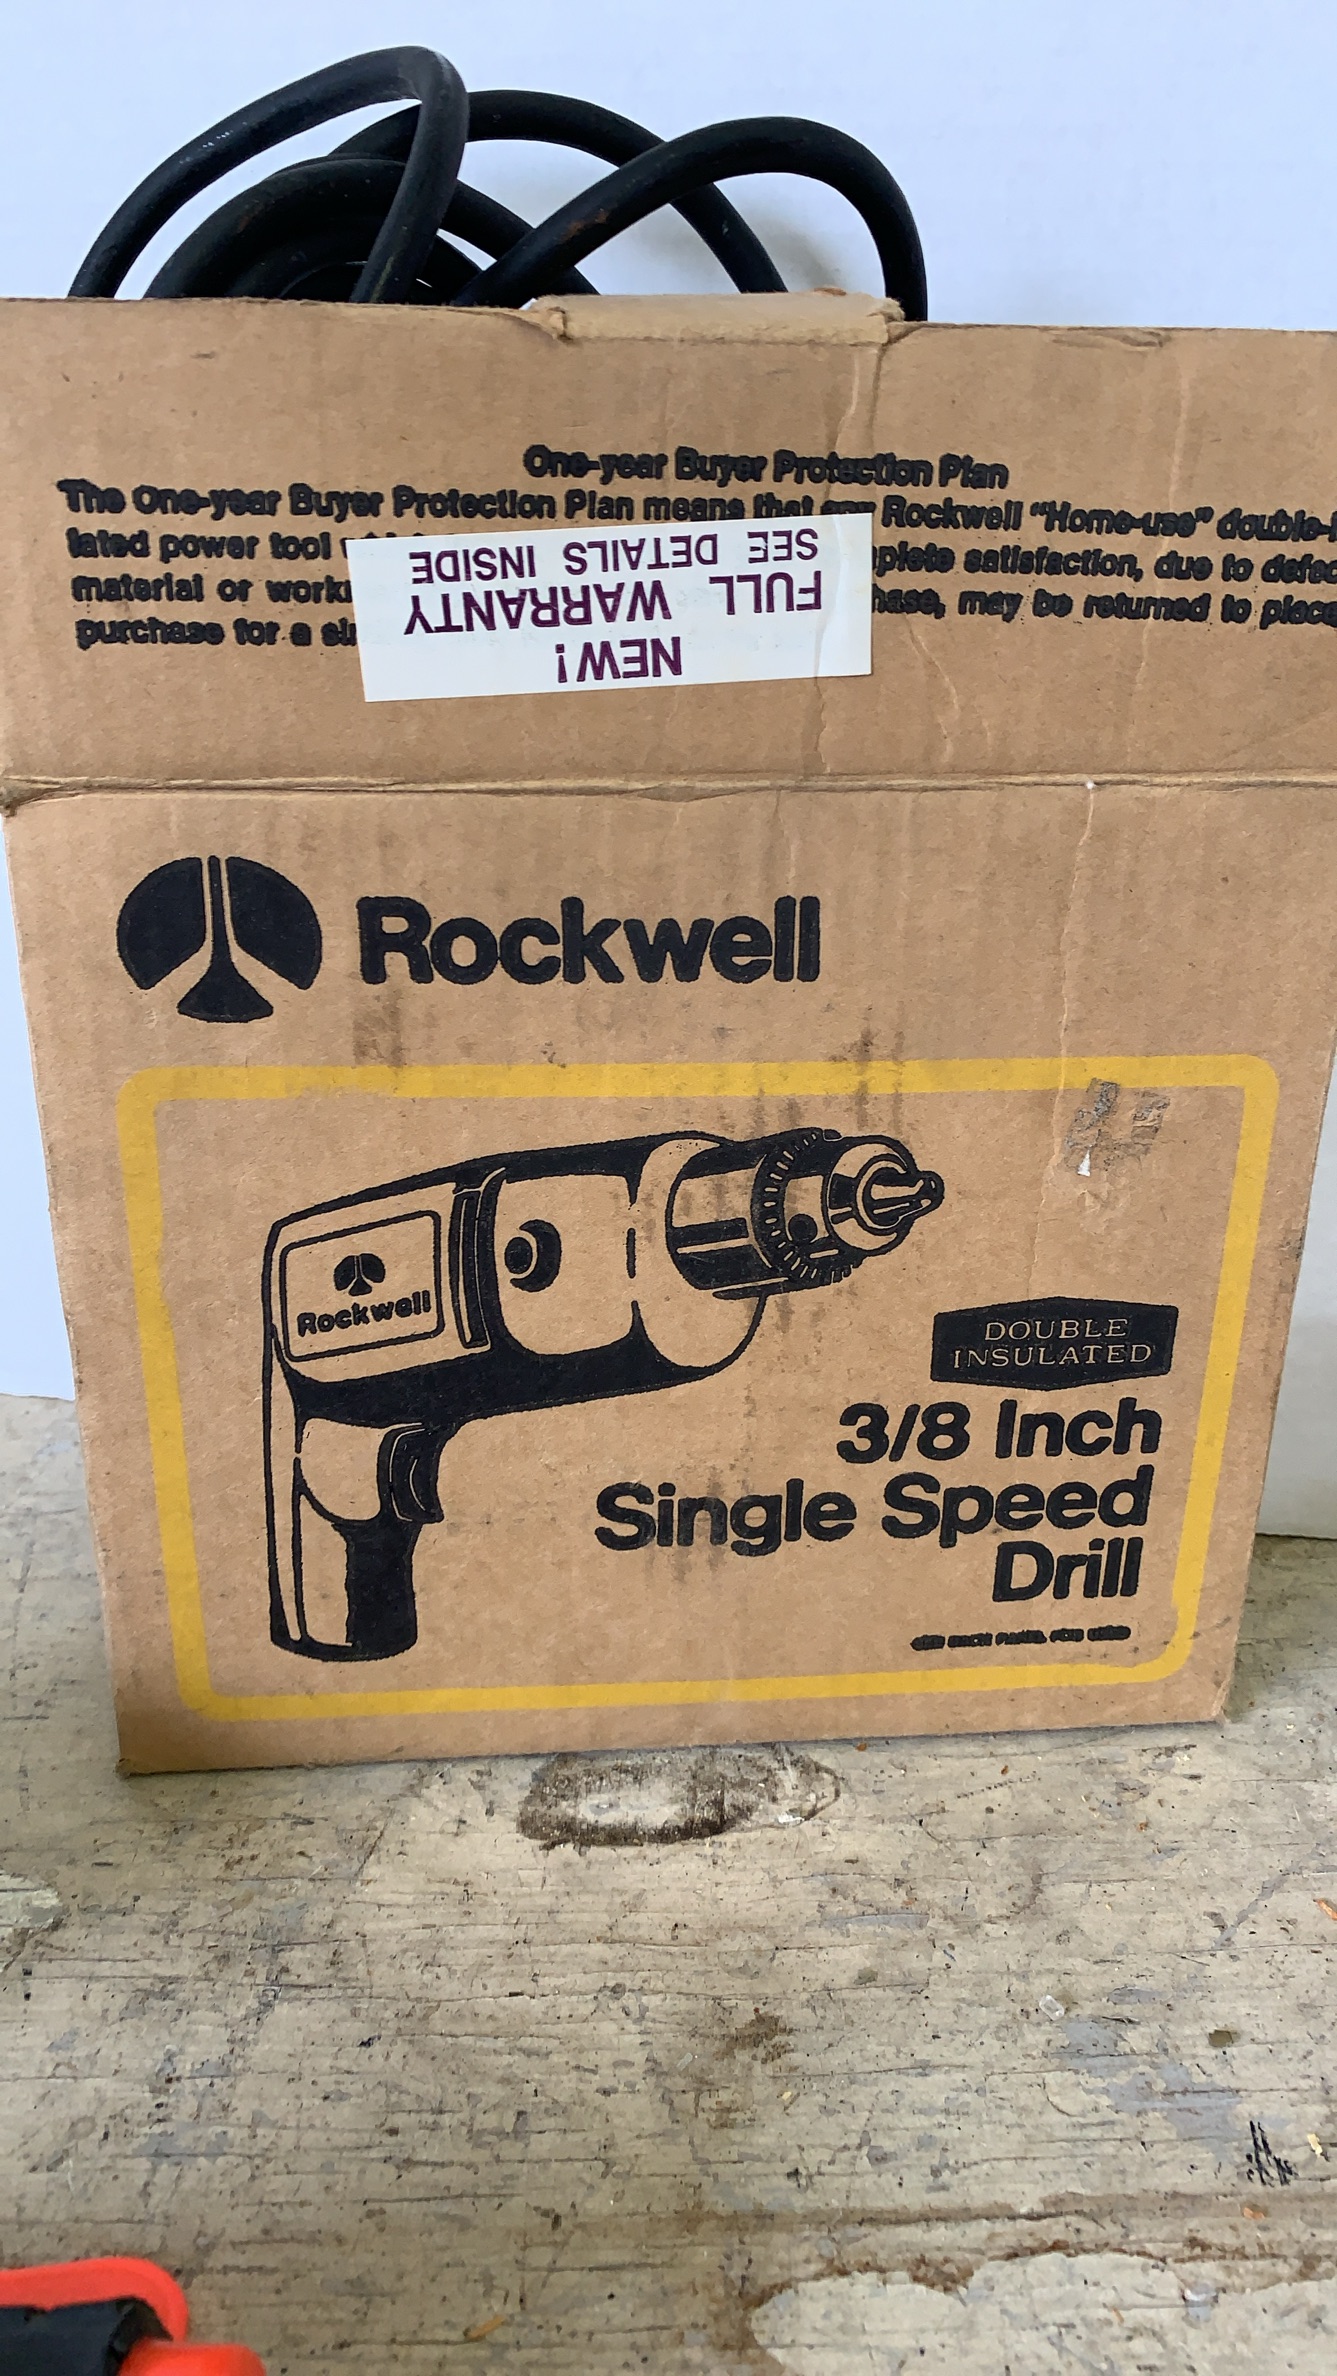 One-year Buyer Protection Plan
The One-year Buyer Protection Plan means that any Rockwell "Home-use" double-
lated power tool plete satisfaction, due to defec
material or work hase, may be returned to place
purchase for a
NEW!
FULL WARRANTY
SEE DETAILS INSIDE
Rockwell
Rockwell
DOUBLE
INSULATED
3/8 Inch
Single Speed
Drill